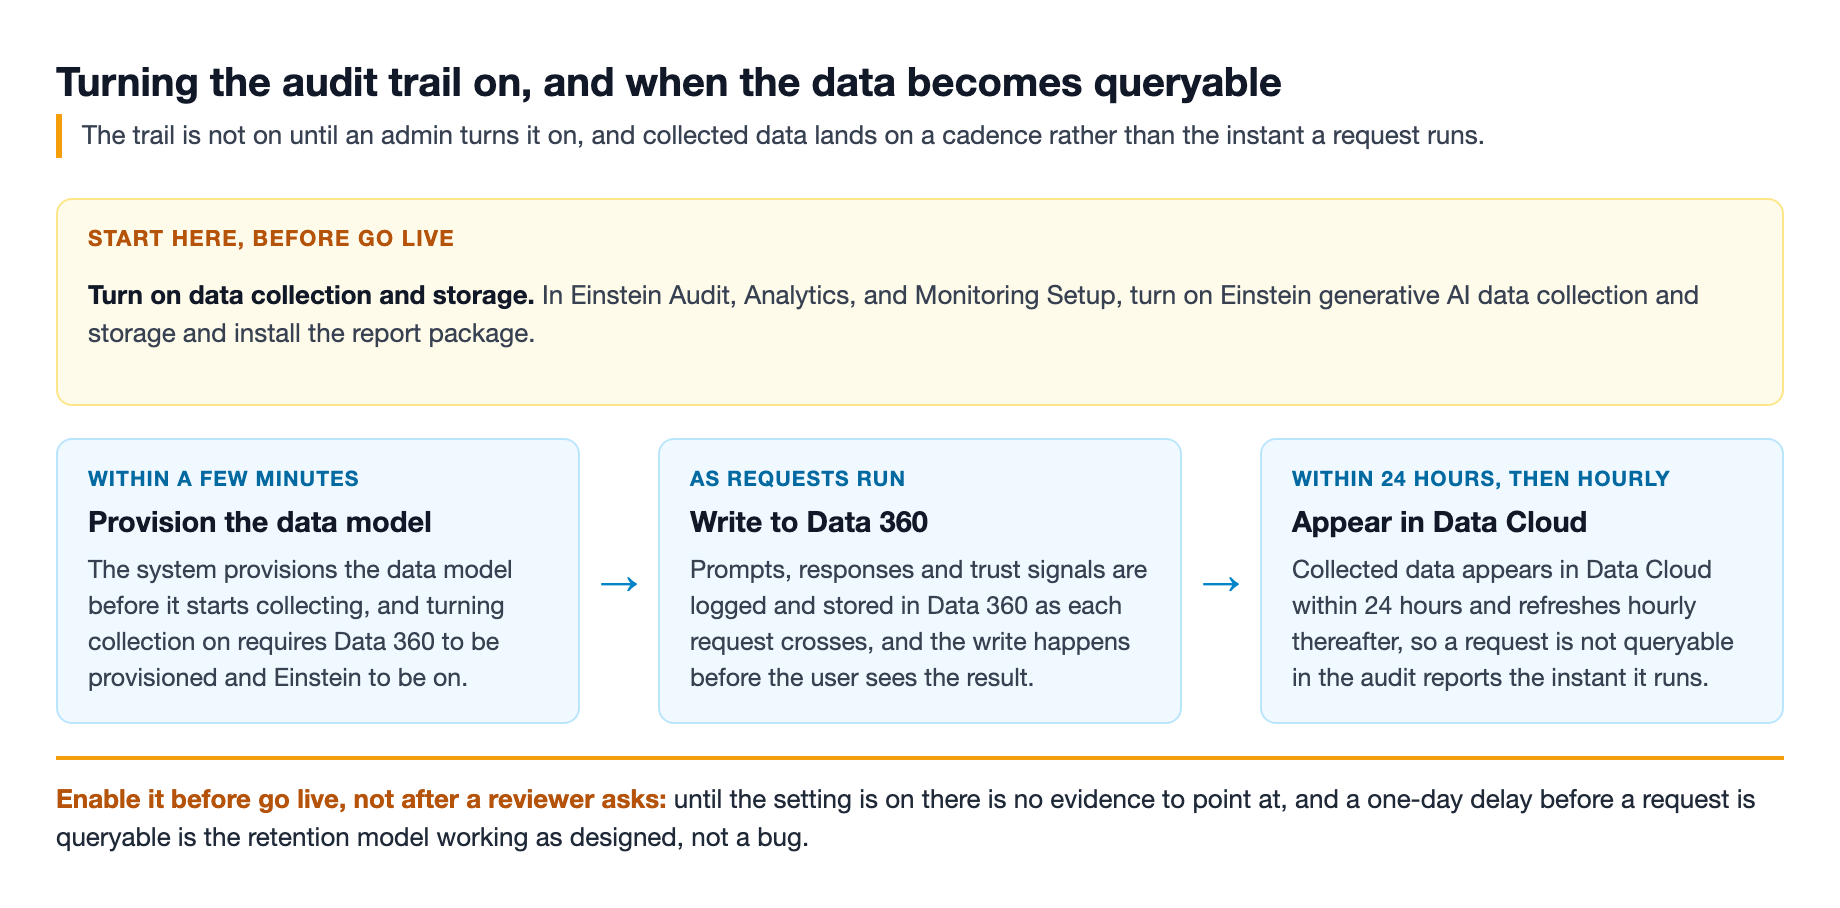 Turning the audit trail on, and when the data becomes queryable
The trail is not on until an admin turns it on, and collected data lands on a cadence rather than the instant a request runs.
START HERE, BEFORE GO LIVE
Turn on data collection and storage. In Einstein Audit, Analytics, and Monitoring Setup, turn on Einstein generative AI data collection and
storage and install the report package.
WITHIN A FEW MINUTES
Provision the data model
The system provisions the data model
before it starts collecting, and turning
collection on requires Data 360 to be
provisioned and Einstein to be on.
→
AS REQUESTS RUN
Write to Data 360
Prompts, responses and trust signals are
logged and stored in Data 360 as each
request crosses, and the write happens
before the user sees the result.
→
WITHIN 24 HOURS, THEN HOURLY
Appear in Data Cloud
Collected data appears in Data Cloud
within 24 hours and refreshes hourly
thereafter, so a request is not queryable
in the audit reports the instant it runs.
Enable it before go live, not after a reviewer asks: until the setting is on there is no evidence to point at, and a one-day delay before a request is
queryable is the retention model working as designed, not a bug.